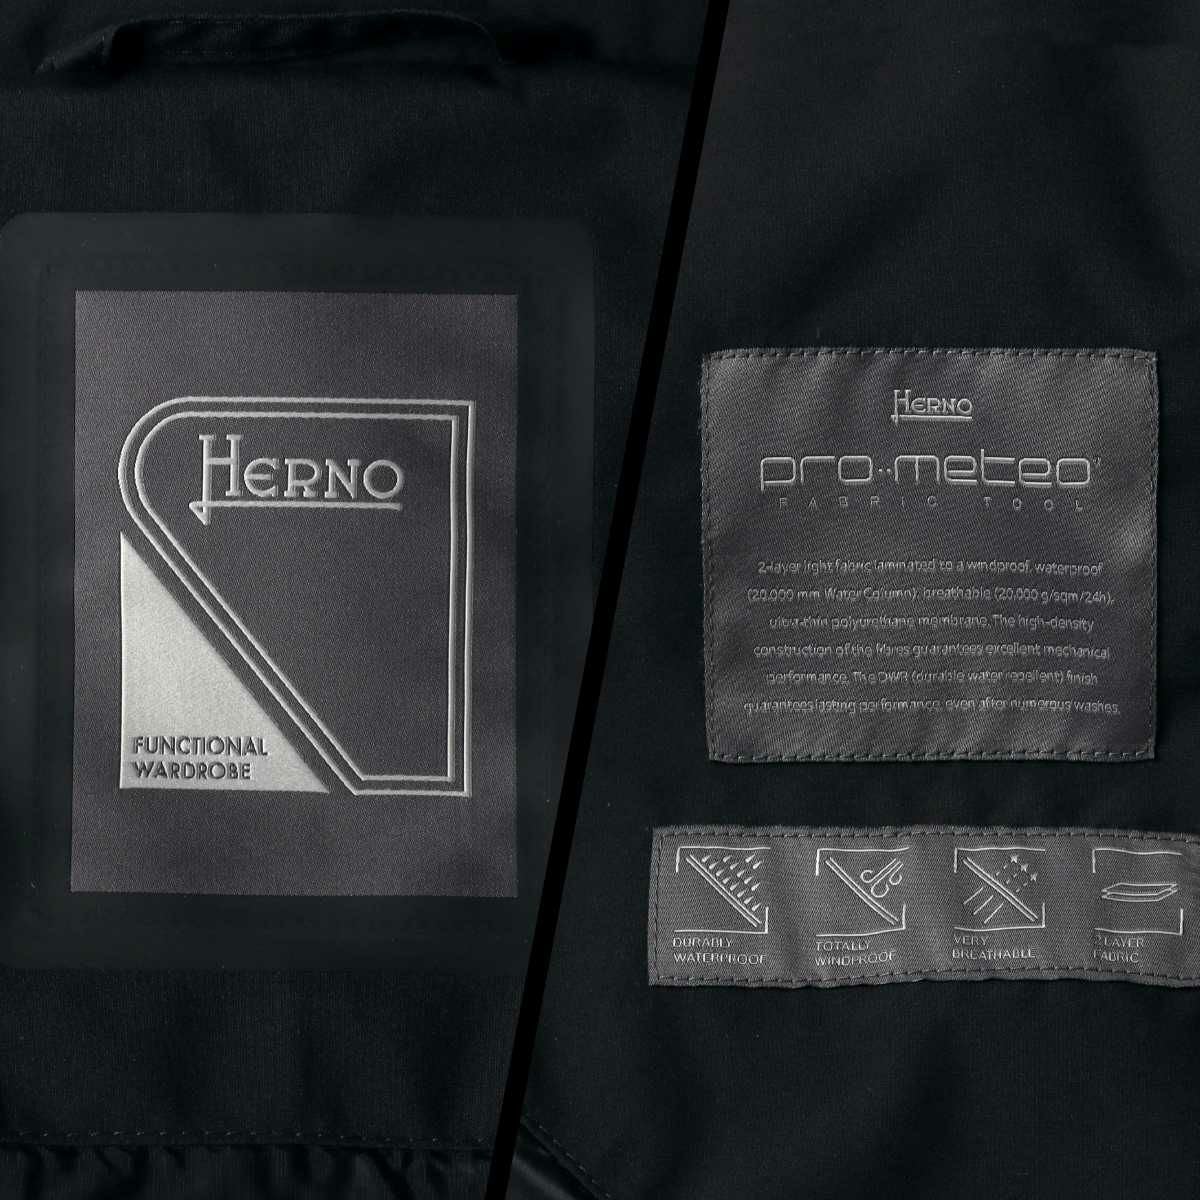 HERNO
FUNCTIONAL
WARDROBE
HERNO
pro··meteo
FABRIC TOOL
2-layer light fabric laminated to a windproof, waterproof
(20.000 mm Water Column), breathable (20.000 g/sqm/24h),
ultra-thin polyurethane membrane. The high-density
construction of the fibres guarantees excellent mechanical
performance. The DWR (durable water repellent) finish
guarantees lasting performance, even after numerous washes.
DURABLY
WATERPROOF
TOTALLY
WINDPROOF
VERY
BREATHABLE
2 LAYER
FABRIC